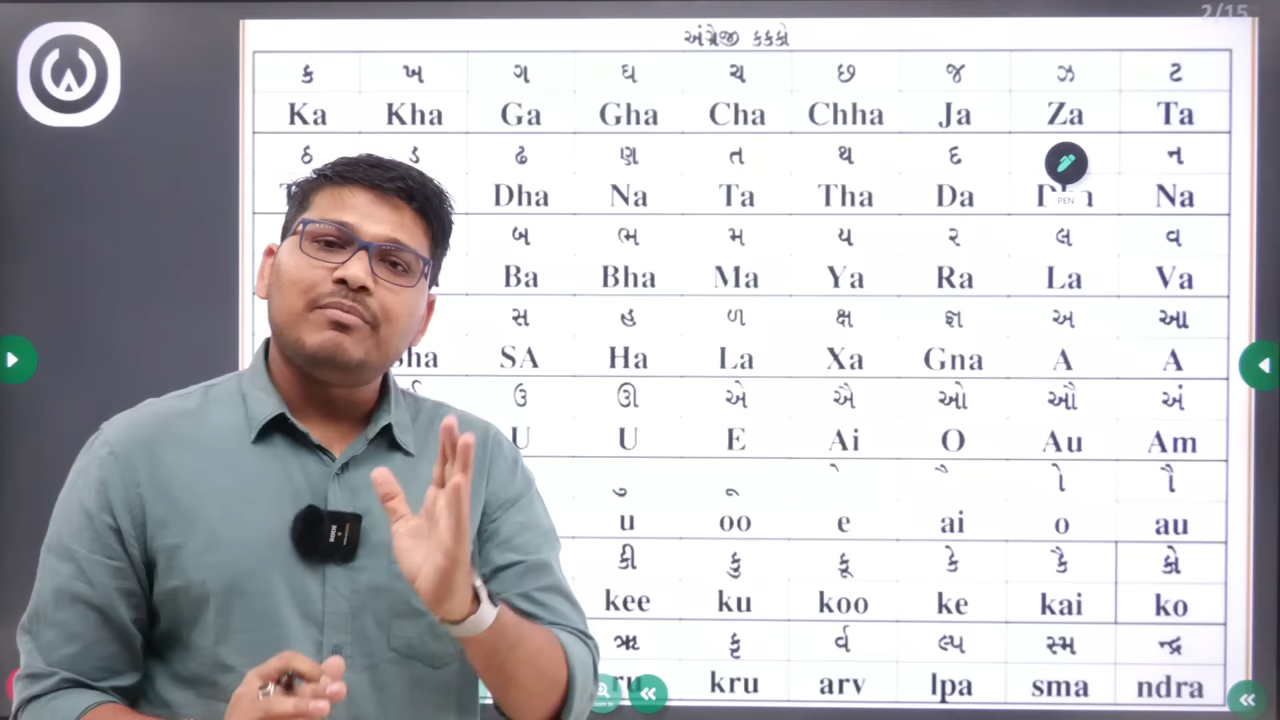 2/15
અંગ્રેજી કક્કો
ક ખ ગ ઘ ચ છ જ ઝ ટ
Ka Kha Ga Gha Cha Chha Ja Za Ta
ઠ ડ ઢ ણ ત થ દ ન
Dha Na Ta Tha Da Na
PEN
બ ભ મ ય ર લ વ
Ba Bha Ma Ya Ra La Va
સ હ ળ ક્ષ જ્ઞ અ આ
SA Ha La Xa Gna A A
ઉ ઊ એ ઐ ઓ ઔ અં
U U E Ai O Au Am
ુ ૂ ે ૈ ો ૌ
u oo e ai o au
કી કુ કૂ કે કૈ કો
kee ku koo ke kai ko
ઋ કૃ ર્વ લ્પ સ્મ ન્દ્ર
ru kru arv lpa sma ndra